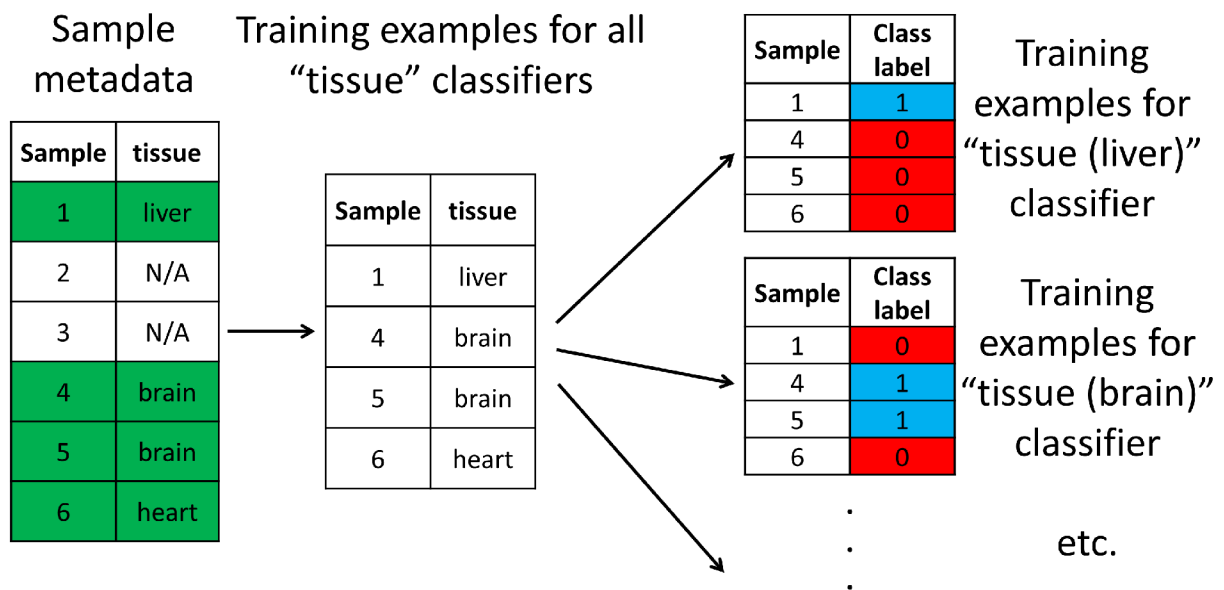 Sample
metadata
Sample tissue
1 liver
2 N/A
3 N/A
4 brain
5 brain
6 heart
Training examples for all
“tissue” classifiers
Sample tissue
1 liver
4 brain
5 brain
6 heart
Sample Class
label
1 1
4 0
5 0
6 0
Training
examples for
“tissue (liver)”
classifier
Sample Class
label
1 0
4 1
5 1
6 0
Training
examples for
“tissue (brain)”
classifier
.
.
.
etc.